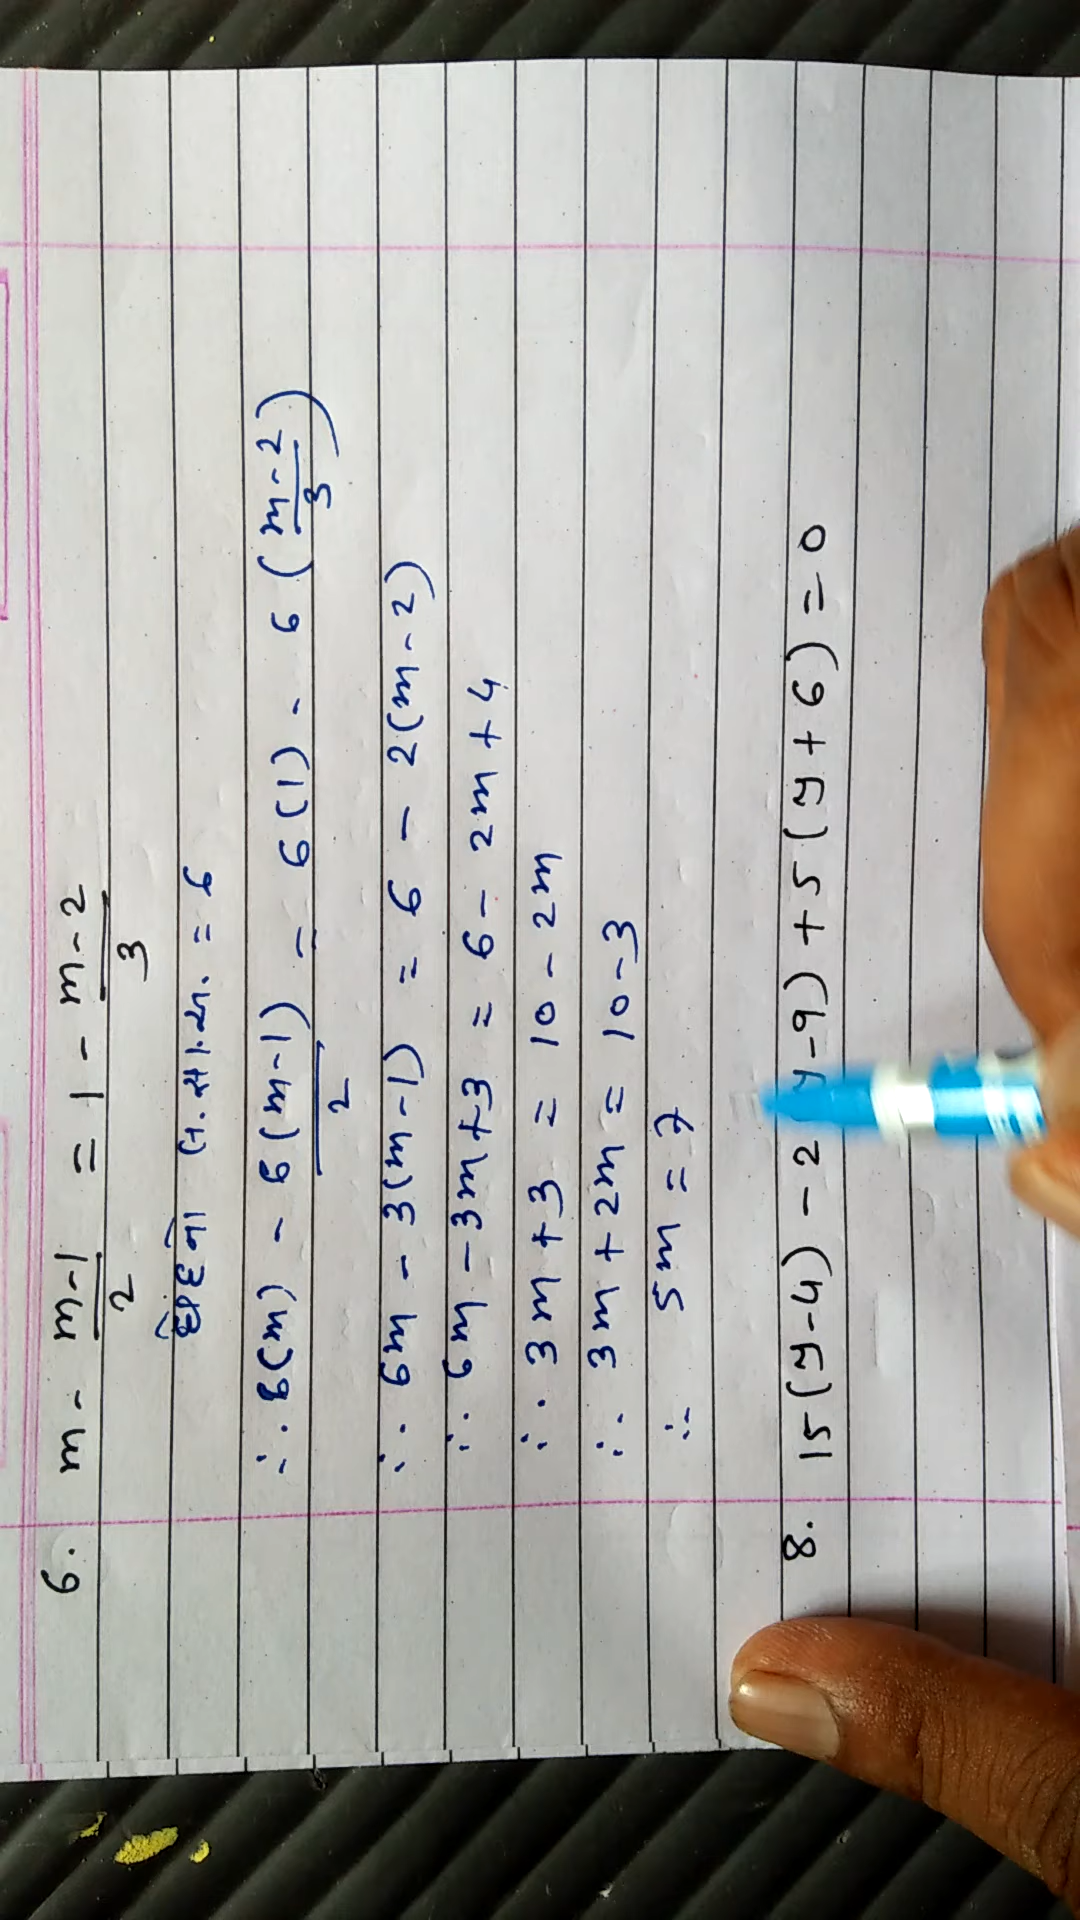 6. m - m-1/2 = 1 - m-2/3
છેદનો લ.સા.અ. = 6
∴ 6(m) - 6(m-1)/2 = 6(1) - 6(m-2/3)
∴ 6m - 3(m-1) = 6 - 2(m-2)
∴ 6m - 3m+3 = 6 - 2m + 4
∴ 3m + 3 = 10 - 2m
∴ 3m + 2m = 10-3
∴ 5m = 7
8. 15(y-4) - 2 y-9) + 5(y+6) = 0